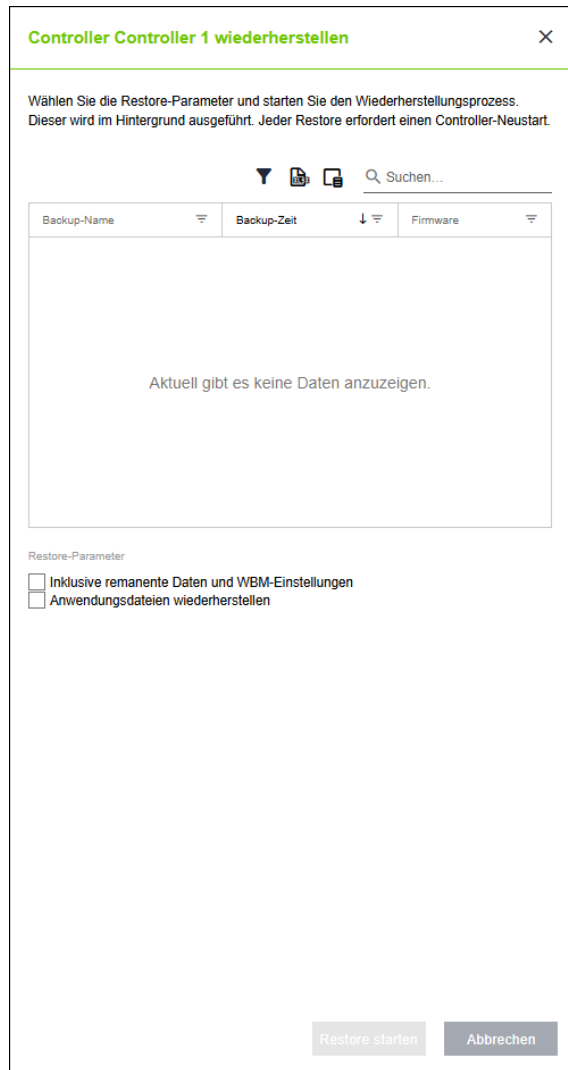 Controller Controller 1 wiederherstellen
Wählen Sie die Restore-Parameter und starten Sie den Wiederherstellungsprozess.
Dieser wird im Hintergrund ausgeführt. Jeder Restore erfordert einen Controller-Neustart.
Suchen...
Backup-Name Backup-Zeit Firmware
Aktuell gibt es keine Daten anzuzeigen.
Restore-Parameter
Inklusive remanente Daten und WBM-Einstellungen
Anwendungsdateien wiederherstellen
Restore starten Abbrechen